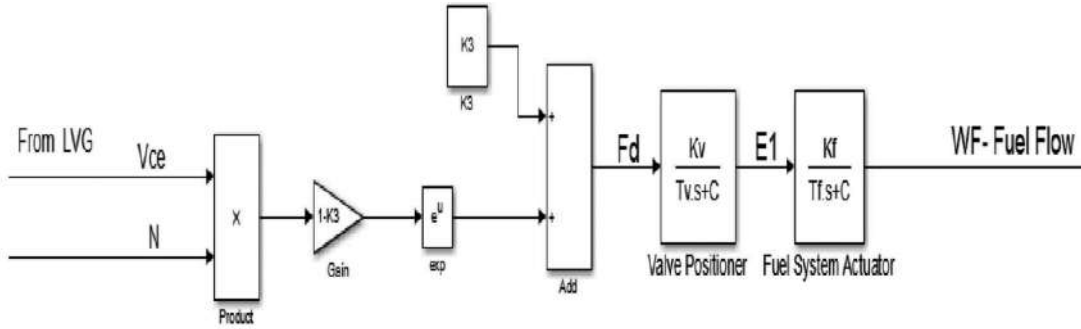 K3
K3
From LVG
Vce
N
X
Product
1-K3
Gain
e^u
exp
+
+
Add
Fd
Kv
Tv.s+C
Valve Positioner
E1
Kf
Tf.s+C
Fuel System Actuator
WF- Fuel Flow